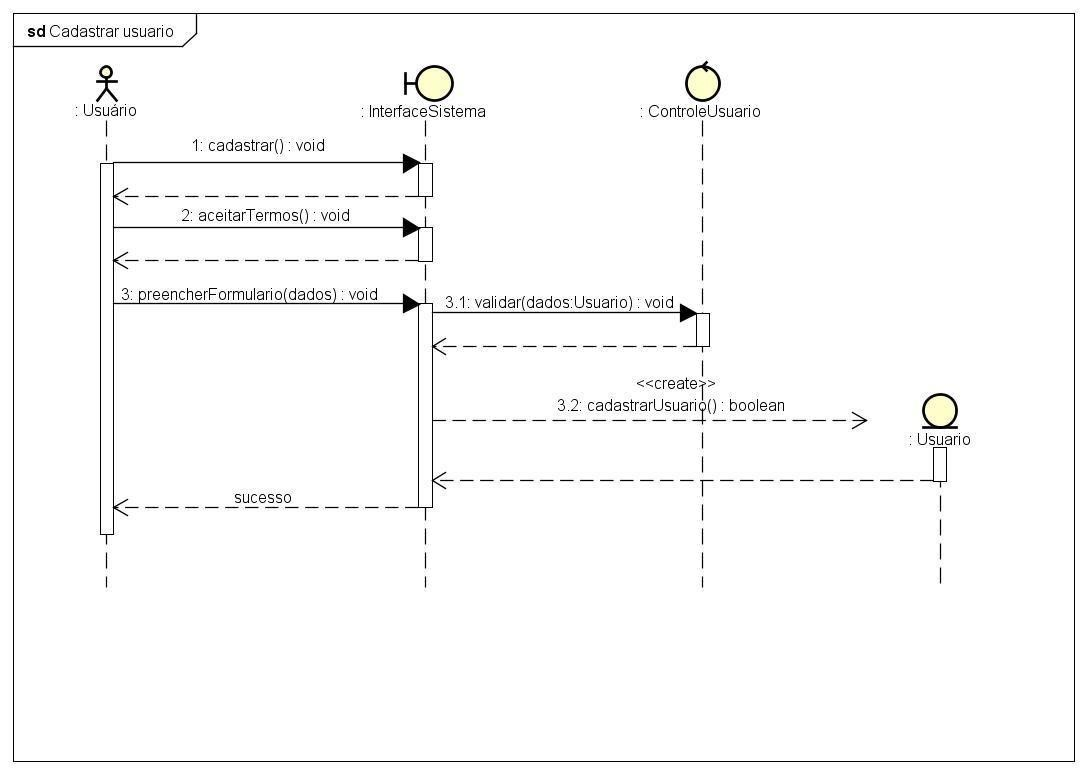 sd Cadastrar usuario
: Usuário
: InterfaceSistema
: ControleUsuario
1: cadastrar() : void
2: aceitarTermos() : void
3: preencherFormulario(dados) : void
3.1: validar(dados:Usuario) : void
<<create>>
3.2: cadastrarUsuario() : boolean
: Usuario
sucesso